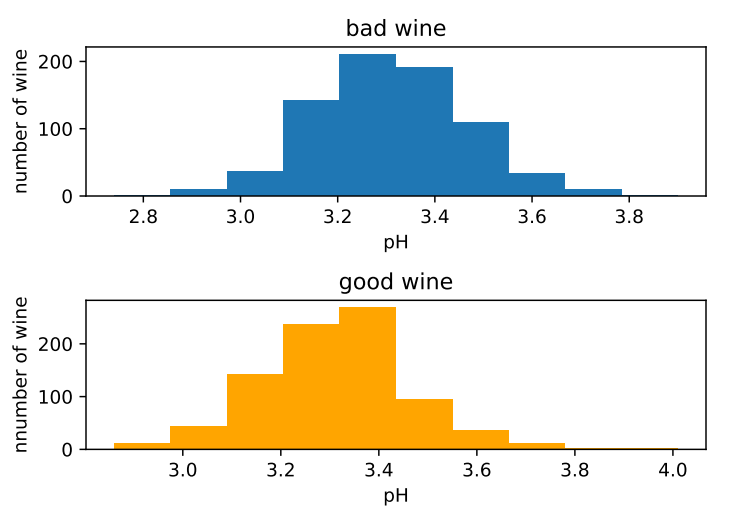 bad wine
number of wine
200
100
0
2.8 3.0 3.2 3.4 3.6 3.8
pH
good wine
nnumber of wine
200
100
0
3.0 3.2 3.4 3.6 3.8 4.0
pH